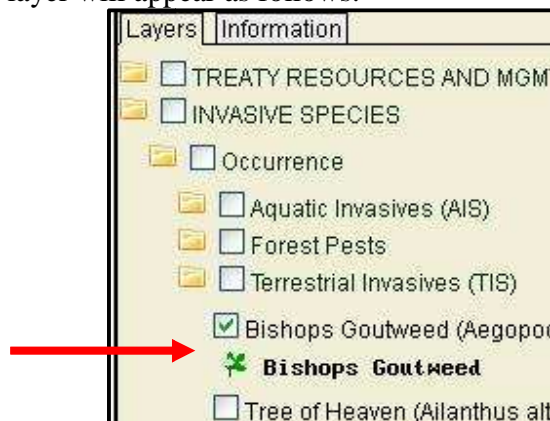 layer will appear as follows:
Layers Information
TREATY RESOURCES AND MGM
INVASIVE SPECIES
Occurrence
Aquatic Invasives (AIS)
Forest Pests
Terrestrial Invasives (TIS)
Bishops Goutweed (Aegopod
Bishops Goutweed
Tree of Heaven (Ailanthus alt